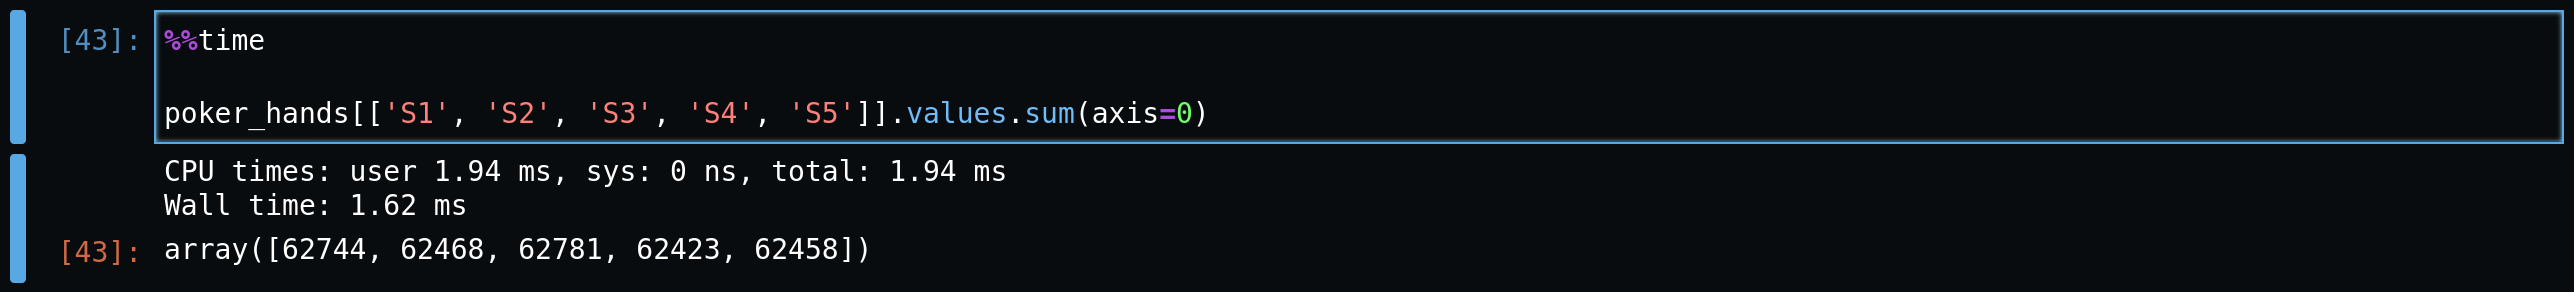 [43]: %%time
poker_hands[['S1', 'S2', 'S3', 'S4', 'S5']].values.sum(axis=0)
CPU times: user 1.94 ms, sys: 0 ns, total: 1.94 ms
Wall time: 1.62 ms
[43]: array([62744, 62468, 62781, 62423, 62458])